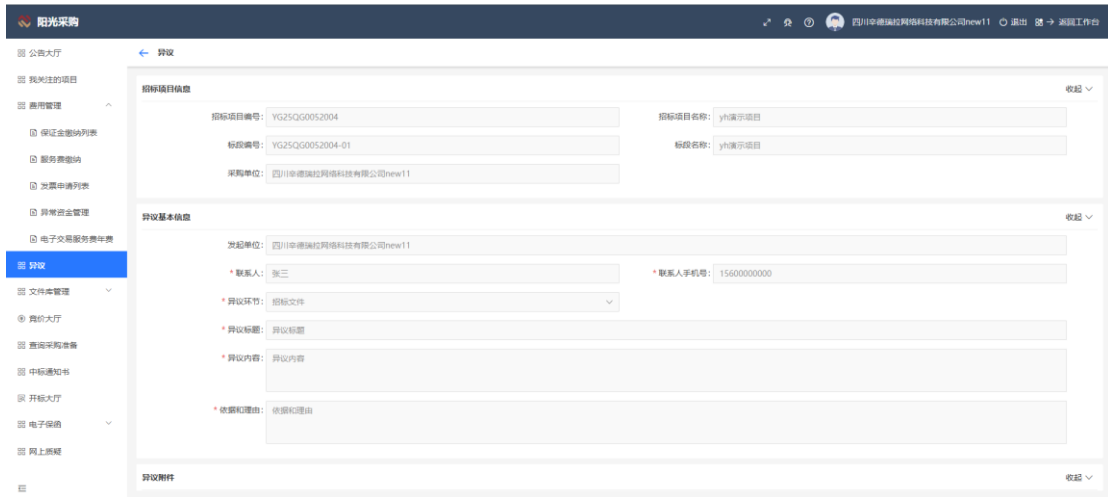 阳光采购
四川辛德瑞拉网络科技有限公司new11 退出 返回工作台
公告大厅
我关注的项目
费用管理
保证金缴纳列表
服务费缴纳
发票申请列表
异常资金管理
电子交易服务费年费
异议
文件库管理
竞价大厅
查询采购准备
中标通知书
开标大厅
电子保函
网上质疑
异议
招标项目信息 收起
招标项目编号: YG25QG0052004 招标项目名称: yh演示项目
标段编号: YG25QG0052004-01 标段名称: yh演示项目
采购单位: 四川辛德瑞拉网络科技有限公司new11
异议基本信息 收起
发起单位: 四川辛德瑞拉网络科技有限公司new11
* 联系人: 张三 * 联系人手机号: 15600000000
* 异议环节: 招标文件
* 异议标题: 异议标题
* 异议内容: 异议内容
* 依据和理由: 依据和理由
异议附件 收起